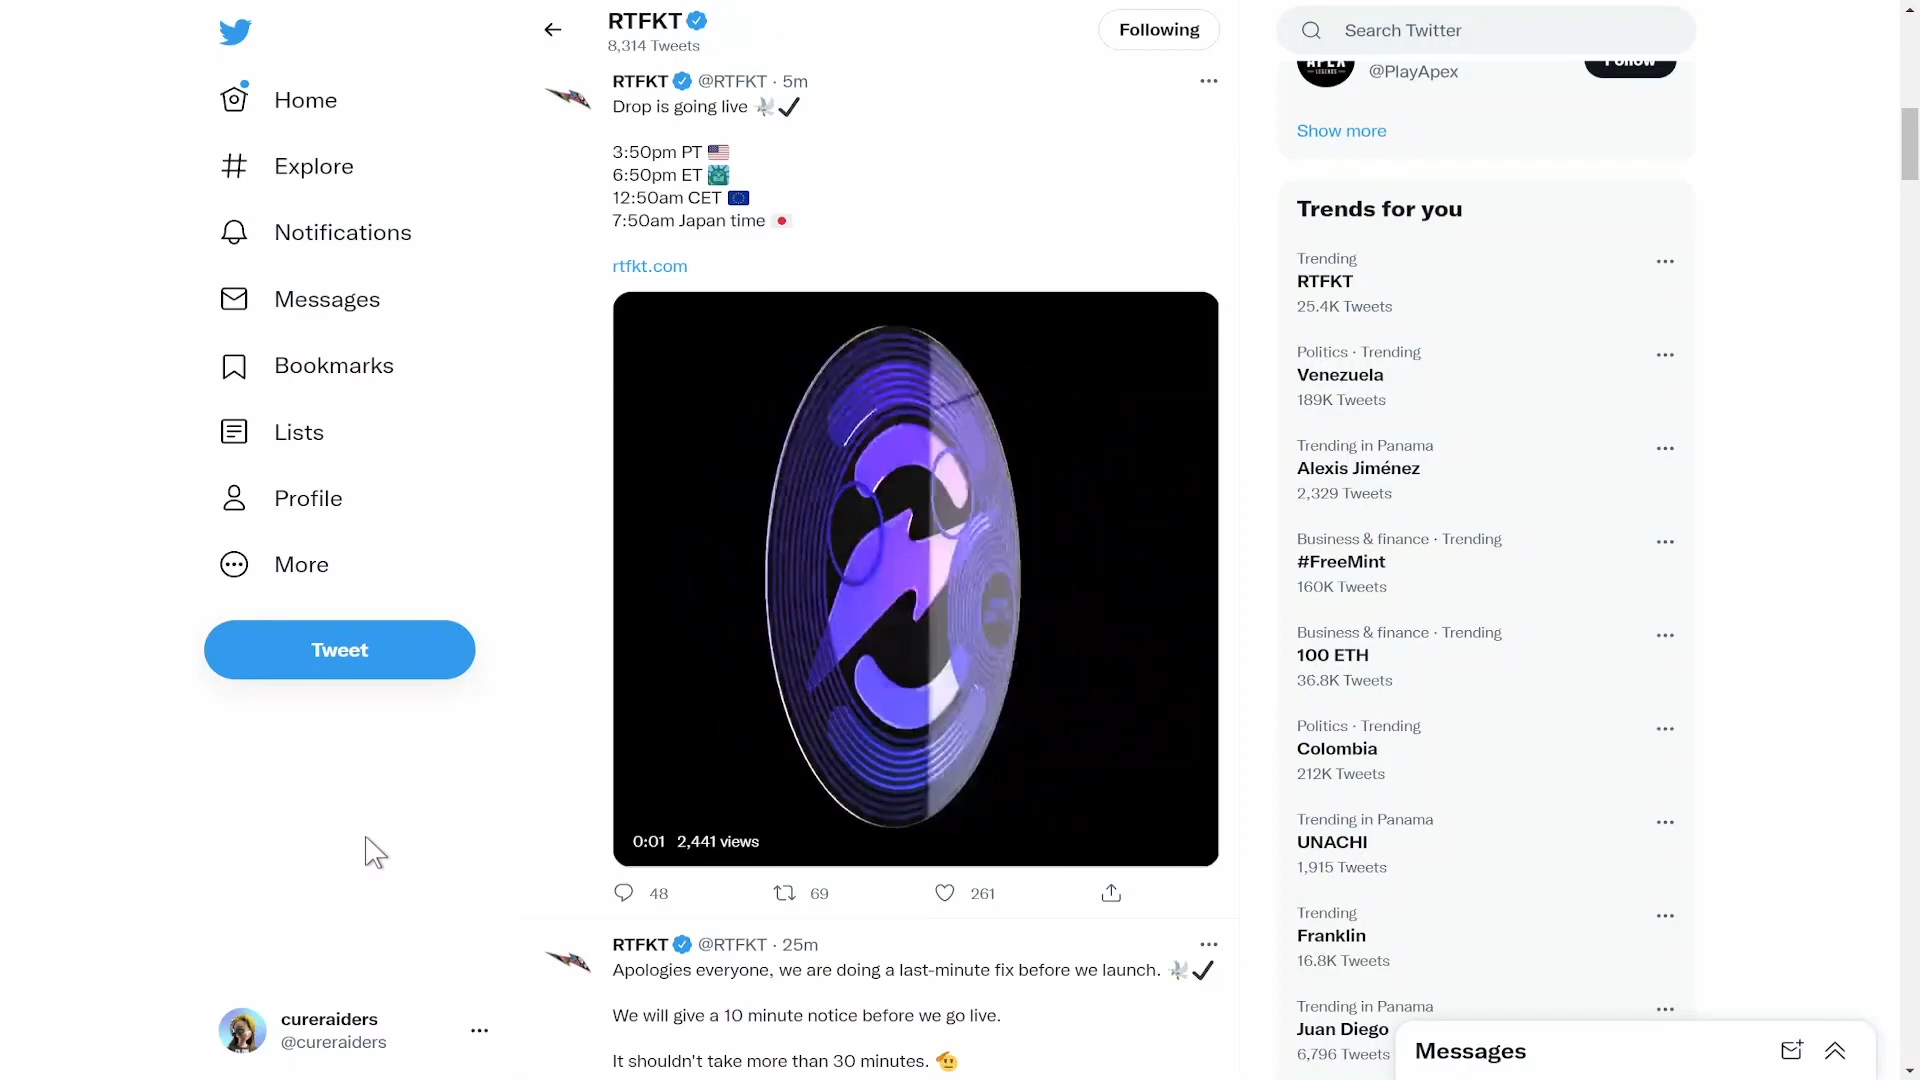 Home
Explore
Notifications
Messages
Bookmarks
Lists
Profile
More
Tweet
cureraiders
@cureraiders
RTFKT
8,314 Tweets
Following
RTFKT @RTFKT · 5m
Drop is going live 🕊️✔️
3:50pm PT 🇺🇸
6:50pm ET 🗽
12:50am CET 🇪🇺
7:50am Japan time 🇯🇵
rtfkt.com
0:01 2,441 views
48 69 261
RTFKT @RTFKT · 25m
Apologies everyone, we are doing a last-minute fix before we launch. 🕊️✔️
We will give a 10 minute notice before we go live.
It shouldn't take more than 30 minutes. 🫡
Search Twitter
APEX
LEGENDS
@PlayApex
Follow
Show more
Trends for you
Trending
RTFKT
25.4K Tweets
Politics · Trending
Venezuela
189K Tweets
Trending in Panama
Alexis Jiménez
2,329 Tweets
Business & finance · Trending
#FreeMint
160K Tweets
Business & finance · Trending
100 ETH
36.8K Tweets
Politics · Trending
Colombia
212K Tweets
Trending in Panama
UNACHI
1,915 Tweets
Trending
Franklin
16.8K Tweets
Trending in Panama
Juan Diego
6,796 Tweets
Messages